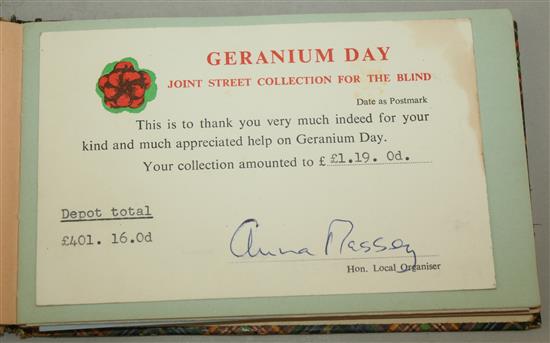 GERANIUM DAY
JOINT STREET COLLECTION FOR THE BLIND
Date as Postmark
This is to thank you very much indeed for your
kind and much appreciated help on Geranium Day.
Your collection amounted to £ £1.19. 0d.
Depot total
£401. 16.0d
Anna Massey
Hon. Local Organiser